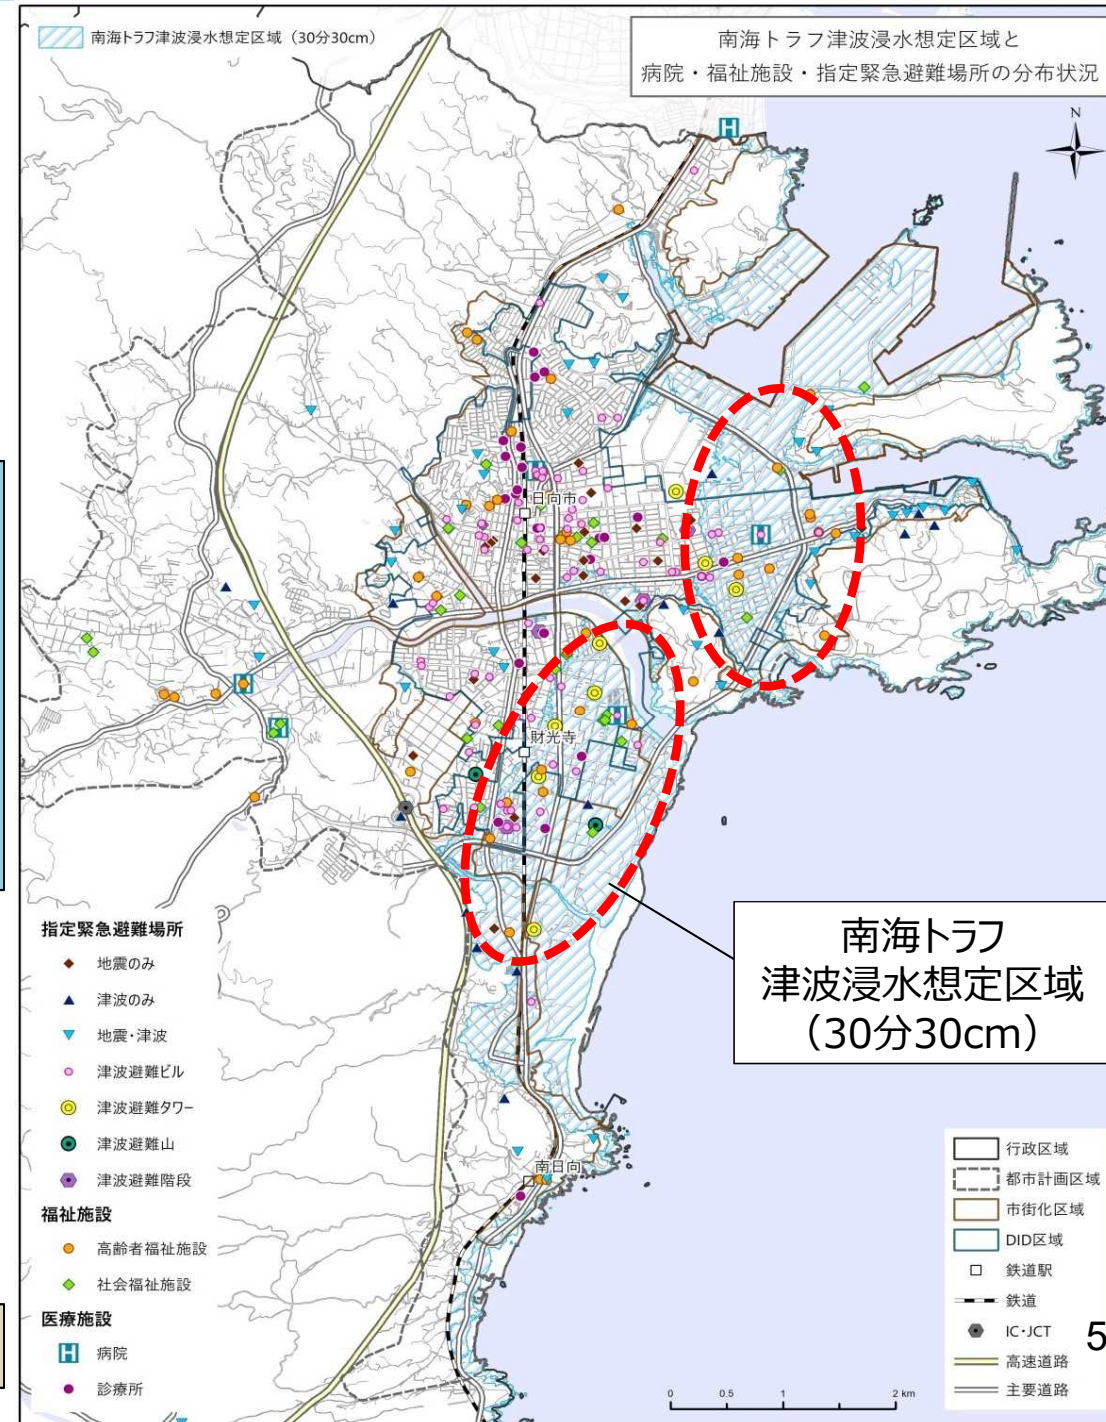 南海トラフ津波浸水想定区域（30分30cm）
南海トラフ津波浸水想定区域と
病院・福祉施設・指定緊急避難場所の分布状況
N
H
日向市
財光寺
南海トラフ
津波浸水想定区域
（30分30cm）
南日向
指定緊急避難場所
地震のみ
津波のみ
地震・津波
津波避難ビル
津波避難タワー
津波避難山
津波避難階段
福祉施設
高齢者福祉施設
社会福祉施設
医療施設
H 病院
診療所
行政区域
都市計画区域
市街化区域
DID区域
鉄道駅
鉄道
IC・JCT
高速道路
主要道路
5
0 0.5 1 2 km